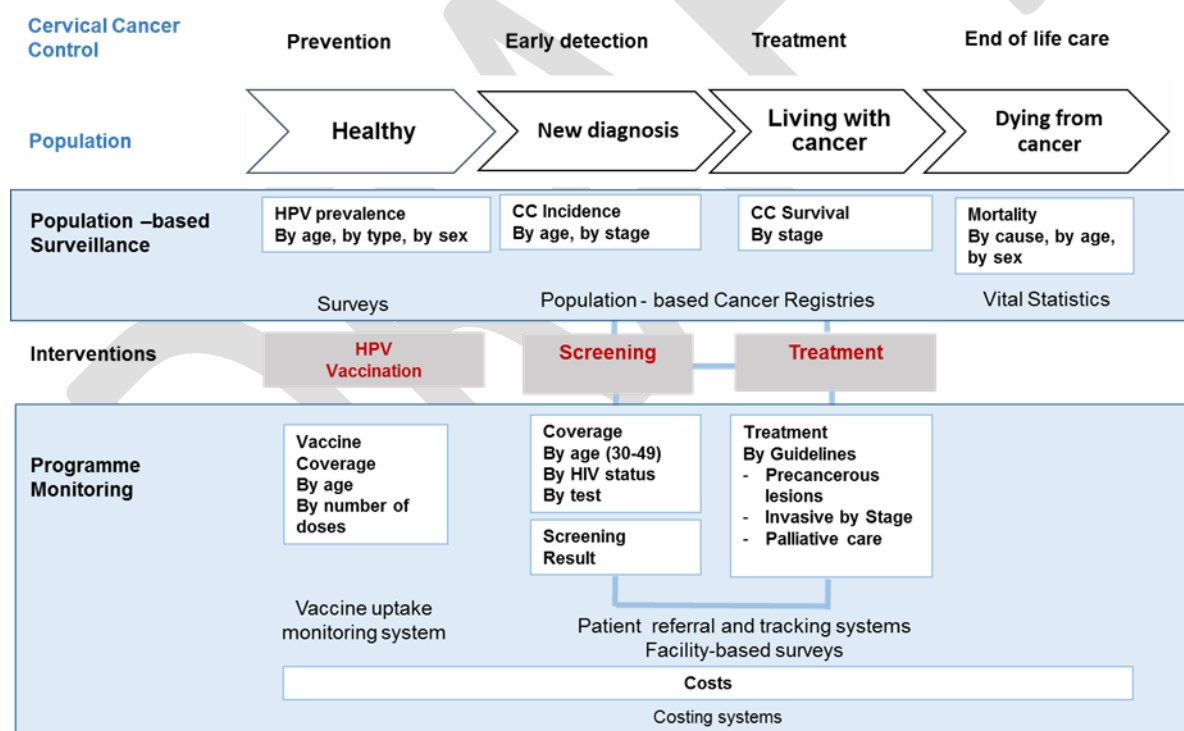 Cervical Cancer
Control
Prevention
Early detection
Treatment
End of life care
Population
Healthy
New diagnosis
Living with
cancer
Dying from
cancer
Population –based
Surveillance
HPV prevalence
By age, by type, by sex
CC Incidence
By age, by stage
CC Survival
By stage
Mortality
By cause, by age,
by sex
Surveys
Population - based Cancer Registries
Vital Statistics
Interventions
HPV
Vaccination
Screening
Treatment
Programme
Monitoring
Vaccine
Coverage
By age
By number of
doses
Coverage
By age (30-49)
By HIV status
By test
Screening
Result
Treatment
By Guidelines
- Precancerous
lesions
- Invasive by Stage
- Palliative care
Vaccine uptake
monitoring system
Patient referral and tracking systems
Facility-based surveys
Costs
Costing systems